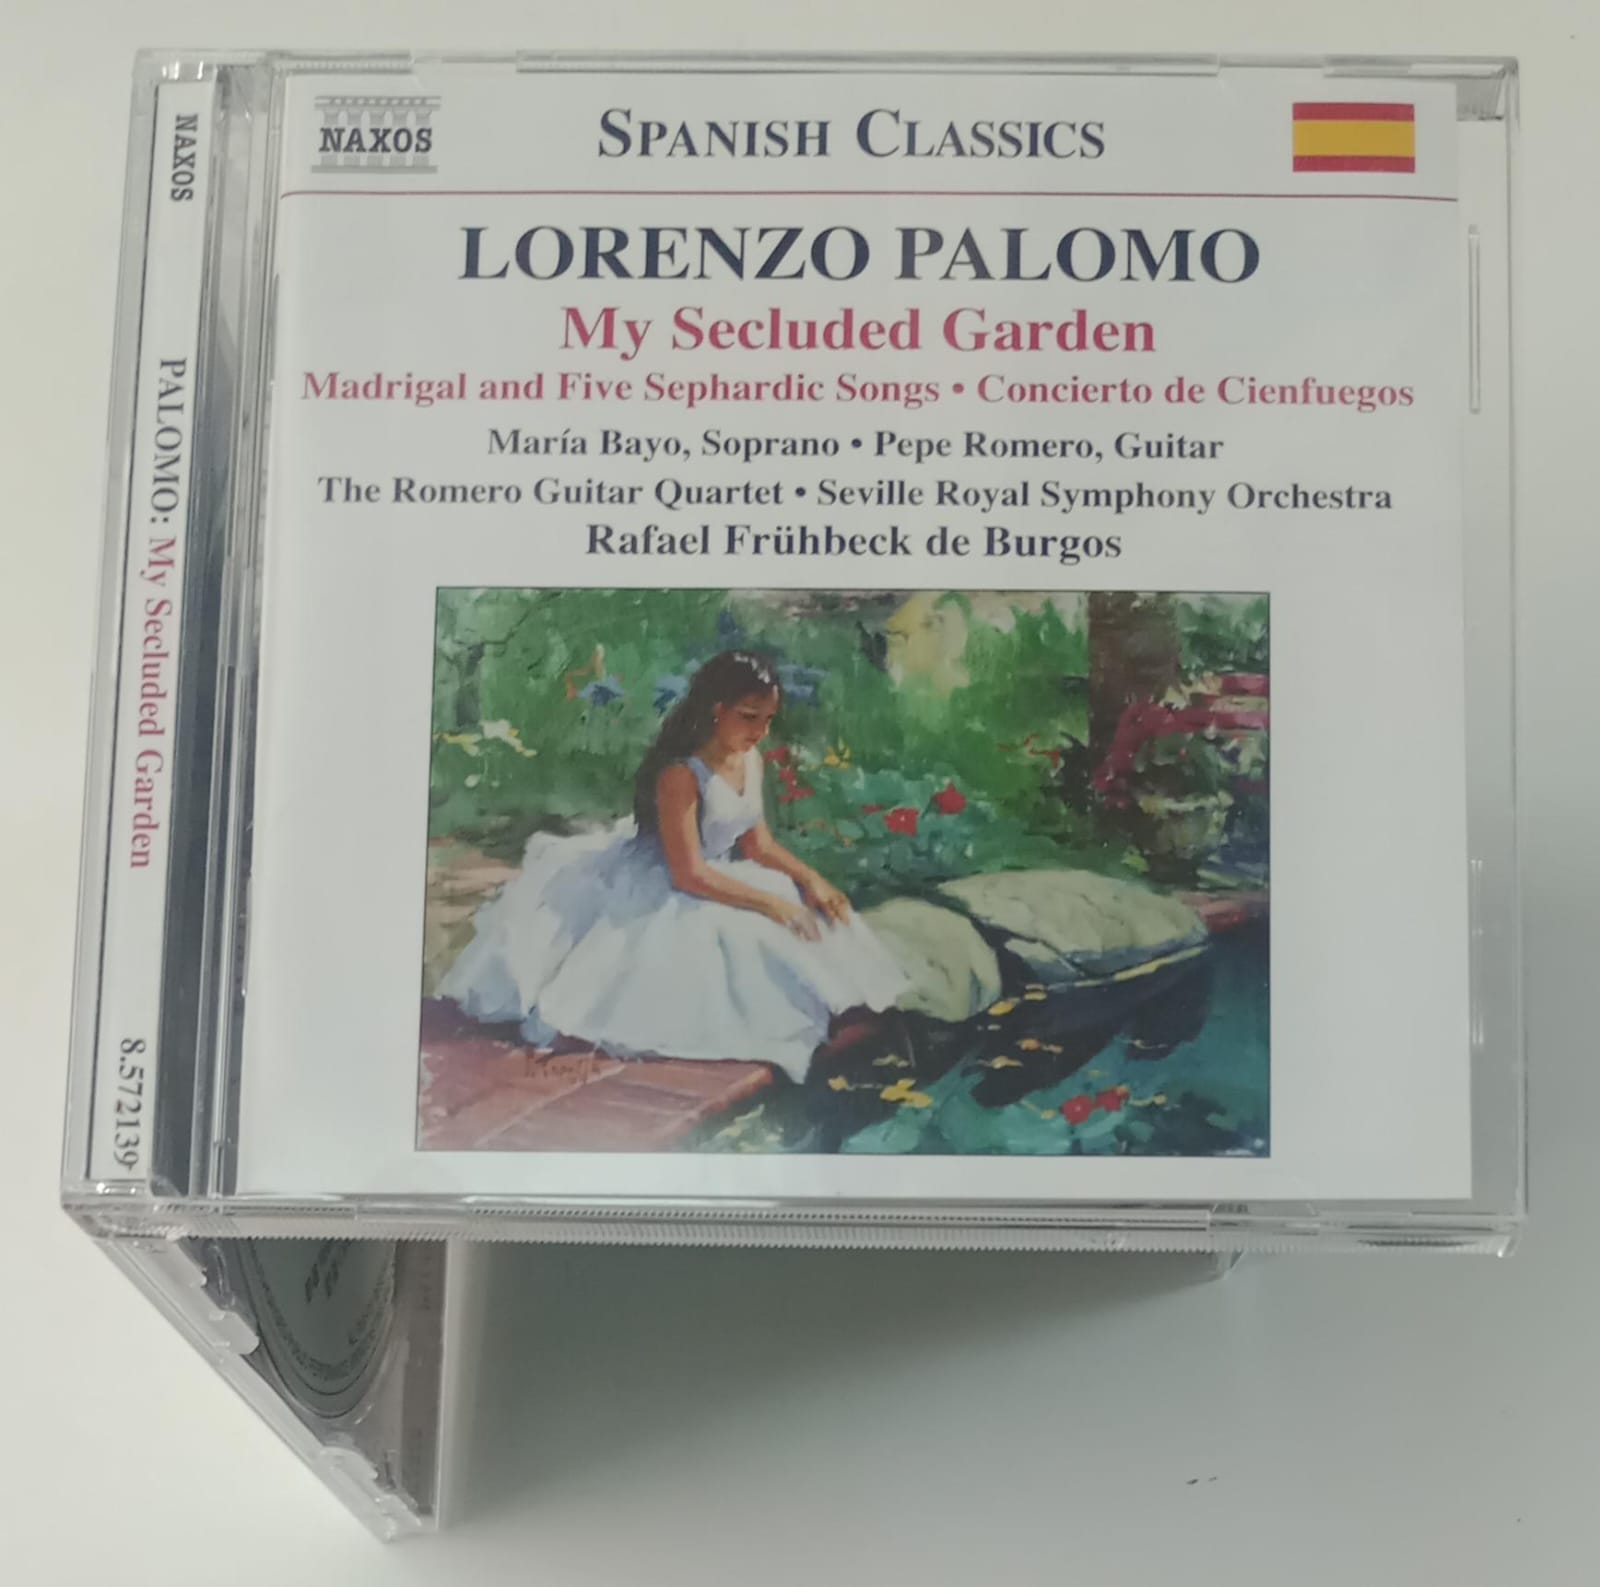 NAXOS
SPANISH CLASSICS
LORENZO PALOMO
My Secluded Garden
Madrigal and Five Sephardic Songs • Concierto de Cienfuegos
María Bayo, Soprano • Pepe Romero, Guitar
The Romero Guitar Quartet • Seville Royal Symphony Orchestra
Rafael Frühbeck de Burgos
NAXOS
PALOMO: My Secluded Garden
8.572139